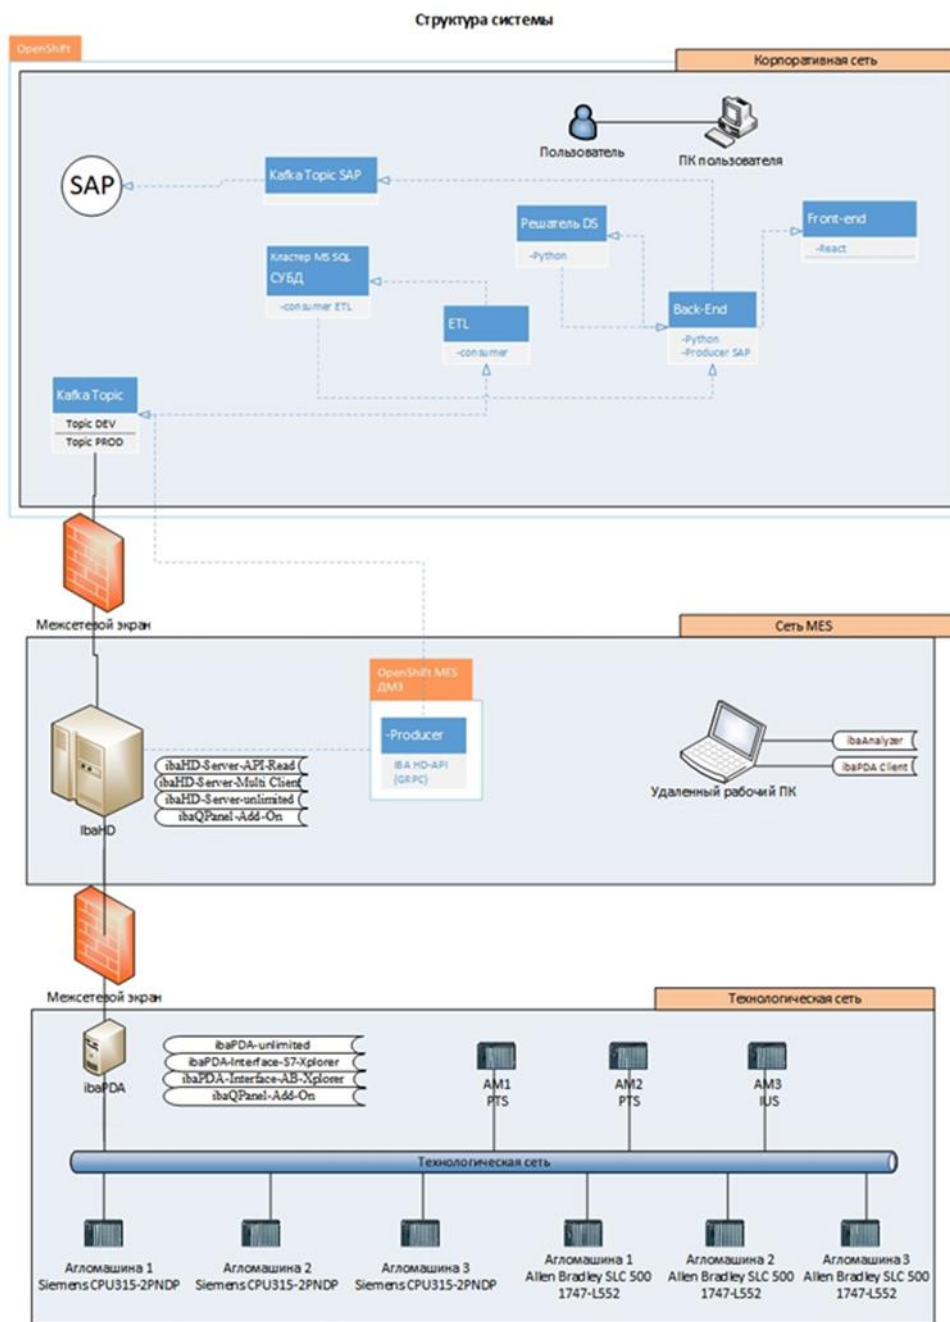 Структура системы
OpenShift
Корпоративная сеть
Пользователь
ПК пользователя
SAP
Kafka Topic SAP
Решатель DS
-Python
Front-end
-React
Кластер MS SQL
СУБД
-consumer ETL
ETL
-consumer
Back-End
-Python
-Producer SAP
Kafka Topic
Topic DEV
Topic PROD
Межсетевой экран
Сеть MES
OpenShift MES
ДМЗ
-Producer
IBA HD-API
(GRPC)
ibaHD-Server-API-Read
ibaHD-Server-Multi Client
ibaHD-Server-unlimited
ibaQPanel-Add-On
IbaHD
ibaAnalyzer
ibaPDA Client
Удаленный рабочий ПК
Межсетевой экран
Технологическая сеть
ibaPDA
ibaPDA-unlimited
ibaPDA-Interface-S7-Xplorer
ibaPDA-Interface-AB-Xplorer
ibaQPanel-Add-On
AM1
PTS
AM2
PTS
AM3
IUS
Технологическая сеть
Агломашина 1
Siemens CPU315-2PNDP
Агломашина 2
Siemens CPU315-2PNDP
Агломашина 3
Siemens CPU315-2PNDP
Агломашина 1
Allen Bradley SLC 500
1747-L552
Агломашина 2
Allen Bradley SLC 500
1747-L552
Агломашина 3
Allen Bradley SLC 500
1747-L552